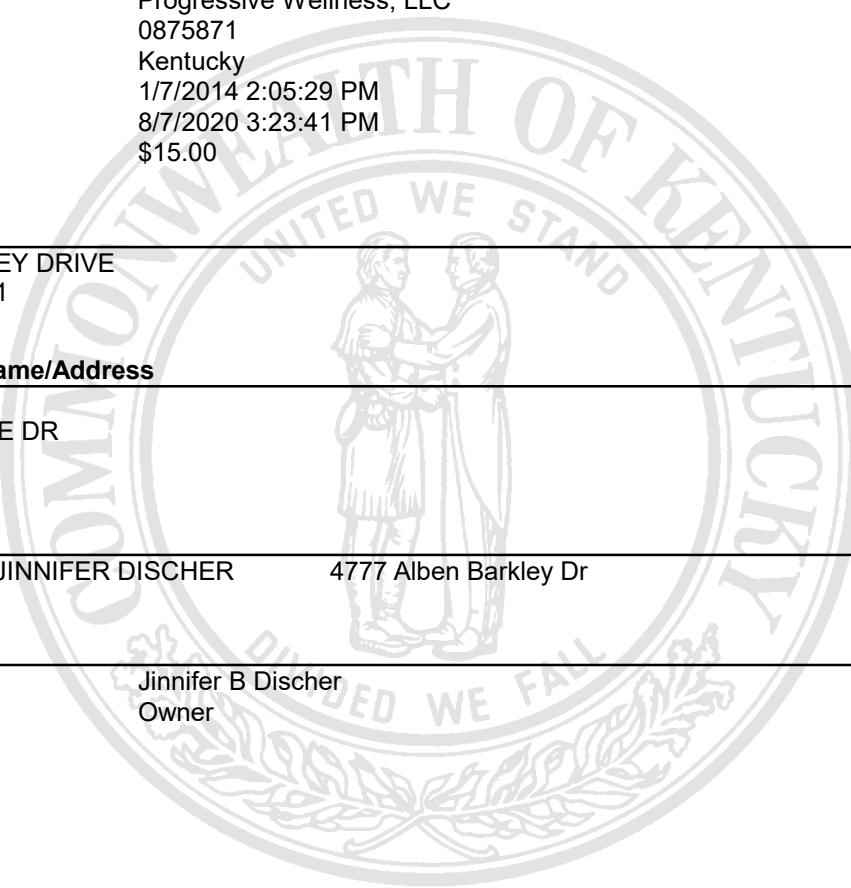 Progressive Wellness, LLC
0875871
Kentucky
1/7/2014 2:05:29 PM
8/7/2020 3:23:41 PM
$15.00
COMMONWEALTH OF KENTUCKY
UNITED WE STAND
EY DRIVE
1
ame/Address
E DR
JINNIFER DISCHER 4777 Alben Barkley Dr
Jinnifer B Discher
Owner
DIVIDED WE FALL